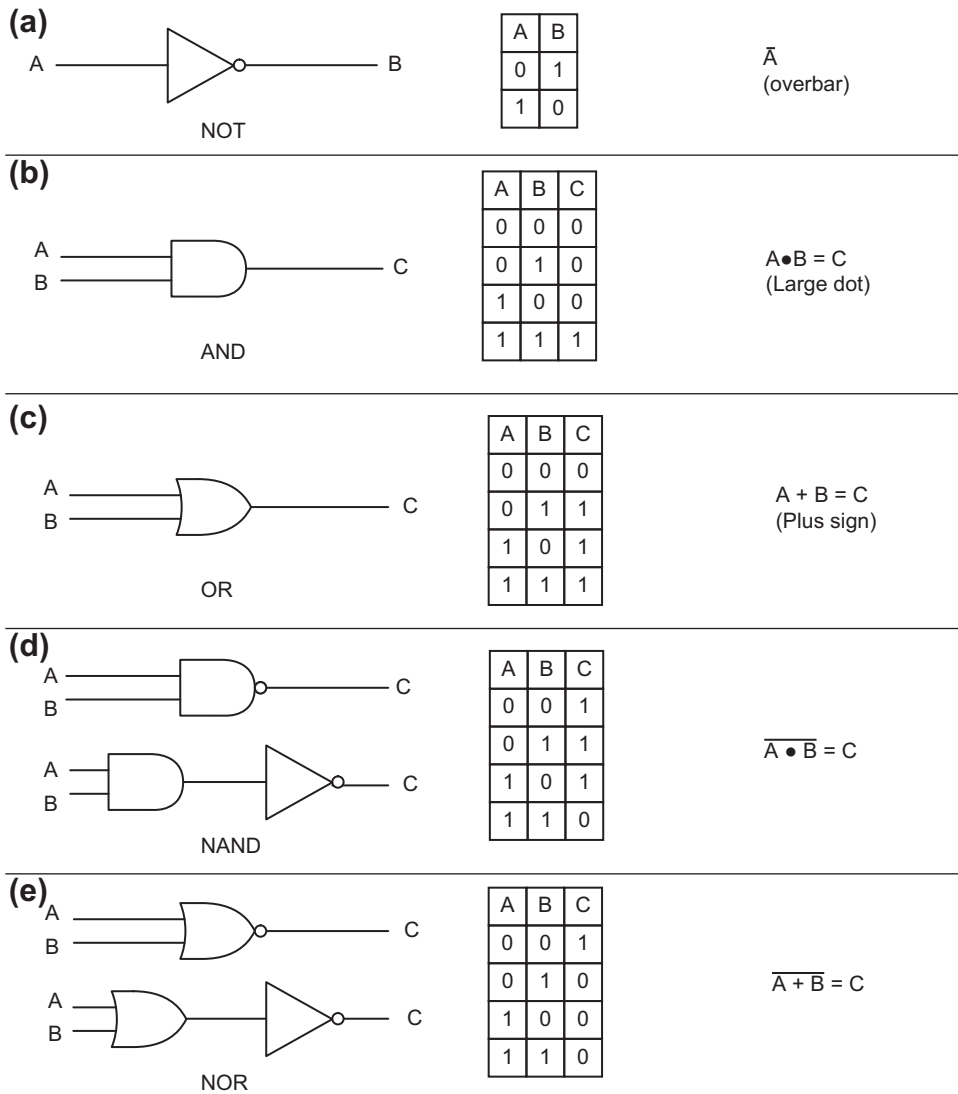 (a)
A B
NOT
A B
0 1
1 0
Ā
(overbar)
(b)
A
B
C
AND
A B C
0 0 0
0 1 0
1 0 0
1 1 1
A●B = C
(Large dot)
(c)
A
B
C
OR
A B C
0 0 0
0 1 1
1 0 1
1 1 1
A + B = C
(Plus sign)
(d)
A
B
C
A
B
C
NAND
A B C
0 0 1
0 1 1
1 0 1
1 1 0
A̅ ̅●̅ ̅B̅ = C
(e)
A
B
C
A
B
C
NOR
A B C
0 0 1
0 1 0
1 0 0
1 1 0
A̅ ̅+̅ ̅B̅ = C